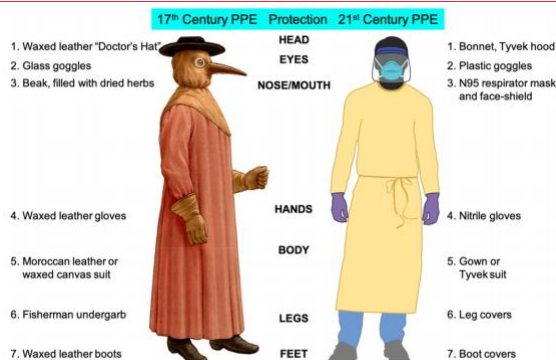 17th Century PPE Protection 21st Century PPE
HEAD
EYES
NOSE/MOUTH
HANDS
BODY
LEGS
FEET
1. Waxed leather “Doctor's Hat”
2. Glass goggles
3. Beak, filled with dried herbs
4. Waxed leather gloves
5. Moroccan leather or
waxed canvas suit
6. Fisherman undergarb
7. Waxed leather boots
1. Bonnet, Tyvek hood
2. Plastic goggles
3. N95 respirator mask
and face-shield
4. Nitrile gloves
5. Gown or
Tyvek suit
6. Leg covers
7. Boot covers